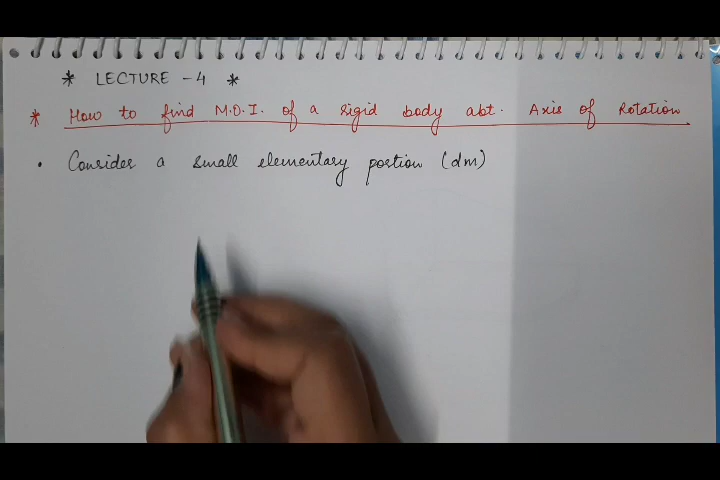 * LECTURE - 4 *
* How to find M.O.I. of a rigid body abt. Axis of Rotation
• Consider a small elementary portion (dm)